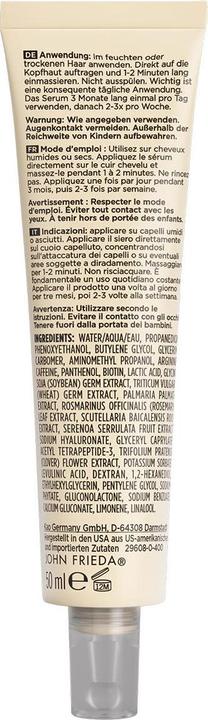 DE Anwendung: Im feuchten oder
trockenen Haar anwenden. Direkt auf die
Kopfhaut auftragen und 1-2 Minuten lang
einmassieren. Nicht ausspülen. Wichtig ist
eine konsequente tägliche Anwendung.
Das Serum 3 Monate lang einmal pro Tag
verwenden, danach 2-3x pro Woche.
Warnung: Wie angegeben verwenden.
Augenkontakt vermeiden. Außerhalb der
Reichweite von Kindern aufbewahren.
FR Mode d'emploi : Utilisez sur cheveux
humides ou secs. Appliquez le sérum
directement sur le cuir chevelu et
massez-le pendant 1 à 2 minutes. Ne rincez
pas. Appliquez une fois par jour pendant
3 mois, puis 2-3 fois par semaine.
Avertissement : Respecter le mode
d'emploi. Éviter tout contact avec les
yeux. À tenir hors de portée des enfants.
IT Indicazioni: applicare su capelli umidi
o asciutti. Applicare il siero direttamente
sul cuoio capelluto, concentrandosi
sull'attaccatura dei capelli o su eventuali
aree soggette a diradamento. Massaggiare
per 1-2 minuti. Non risciacquare. È
fondamentale un uso quotidiano costante.
Applicare il prodotto una volta al giorno
per tre mesi, poi 2-3 volte alla settimana.
Avvertenza: Utilizzare secondo le
istruzioni. Evitare il contatto con gli occhi.
Tenere fuori dalla portata dei bambini.
INGREDIENTS: WATER/AQUA/EAU, PROPANEDIOL,
PHENOXYETHANOL, BUTYLENE GLYCOL, GLYCERIN,
CARBOMER, AMINOMETHYL PROPANOL, ARGININE,
CAFFEINE, PANTHENOL, BIOTIN, LACTIC ACID, GLYCINE
SOJA (SOYBEAN) GERM EXTRACT, TRITICUM VULGARE
(WHEAT) GERM EXTRACT, PALMARIA PALMATA
EXTRACT, ROSMARINUS OFFICINALIS (ROSEMARY)
LEAF EXTRACT, SCUTELLARIA BAICALENSIS ROOT
EXTRACT, SERENOA SERRULATA FRUIT EXTRACT,
SODIUM HYALURONATE, GLYCERYL CAPRYLATE,
ACETYL TETRAPEPTIDE-3, TRIFOLIUM PRATENSE
(CLOVER) FLOWER EXTRACT, POTASSIUM SORBATE,
LEVULINIC ACID, DEXTRAN, 1,2-HEXANEDIOL,
ETHYLHEXYLGLYCERIN, PENTYLENE GLYCOL, SODIUM
PHYTATE, GLUCONOLACTONE, SODIUM BENZOATE,
CALCIUM GLUCONATE, LIMONENE, LINALOOL
Kao Germany GmbH, D-64308 Darmstadt
Hergestellt in den USA aus US-amerikanischen
und importierten Zutaten 29608-0-400
JOHN FRIEDA®
50 ml e 12M